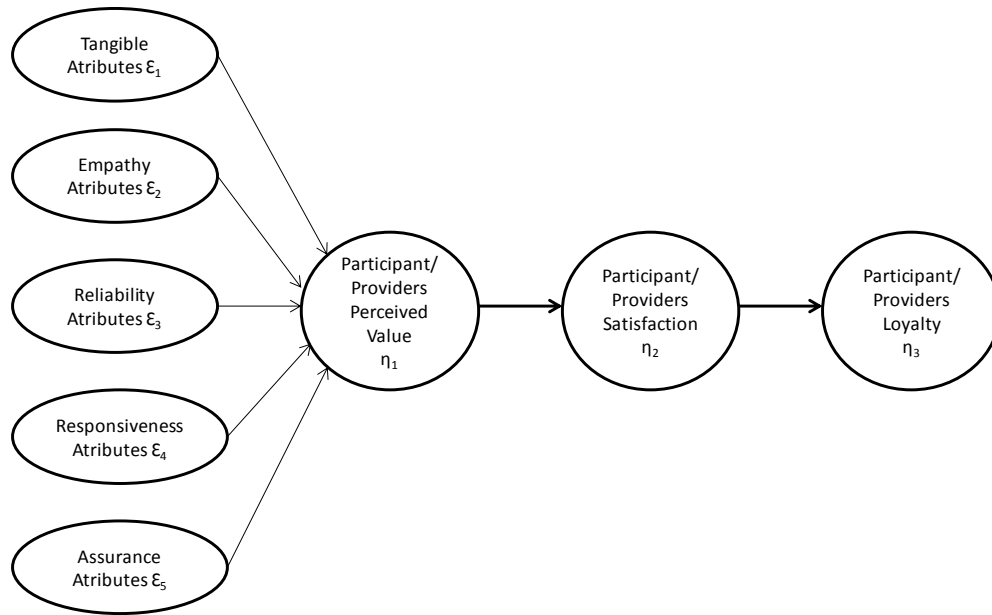 Tangible
Atributes Ɛ₁
Empathy
Atributes Ɛ₂
Reliability
Atributes Ɛ₃
Responsiveness
Atributes Ɛ₄
Assurance
Atributes Ɛ₅
Participant/
Providers
Perceived
Value
η₁
Participant/
Providers
Satisfaction
η₂
Participant/
Providers
Loyalty
η₃